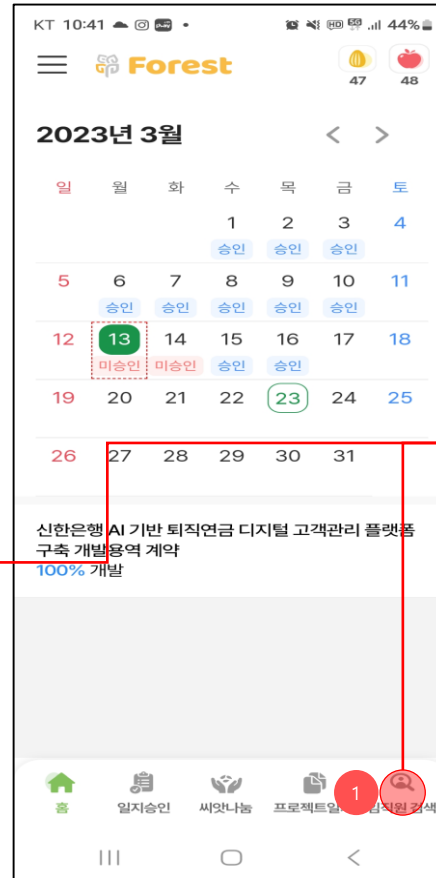 KT 10:41
44%
Forest
47
48
2023년 3월
< >
일 월 화 수 목 금 토
1 2 3 4
승인 승인 승인
5 6 7 8 9 10 11
승인 승인 승인 승인 승인
12 13 14 15 16 17 18
미승인 미승인 승인 승인
19 20 21 22 23 24 25
26 27 28 29 30 31
신한은행 AI 기반 퇴직연금 디지털 고객관리 플랫폼
구축 개발용역 계약
100% 개발
1
홈 일지승인 씨앗나눔 프로젝트일 직원 검색